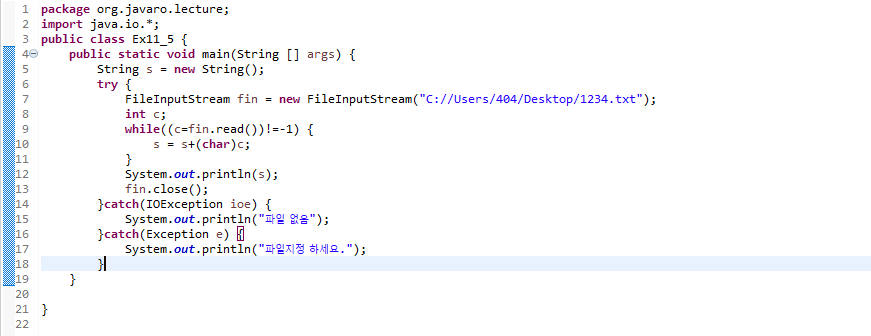 1 package org.javaro.lecture;
2 import java.io.*;
3 public class Ex11_5 {
4 public static void main(String [] args) {
5 String s = new String();
6 try {
7 FileInputStream fin = new FileInputStream("C://Users/404/Desktop/1234.txt");
8 int c;
9 while((c=fin.read())!=-1) {
10 s = s+(char)c;
11 }
12 System.out.println(s);
13 fin.close();
14 }catch(IOException ioe) {
15 System.out.println("파일 없음");
16 }catch(Exception e) {
17 System.out.println("파일지정 하세요.");
18 }
19 }
20
21 }
22